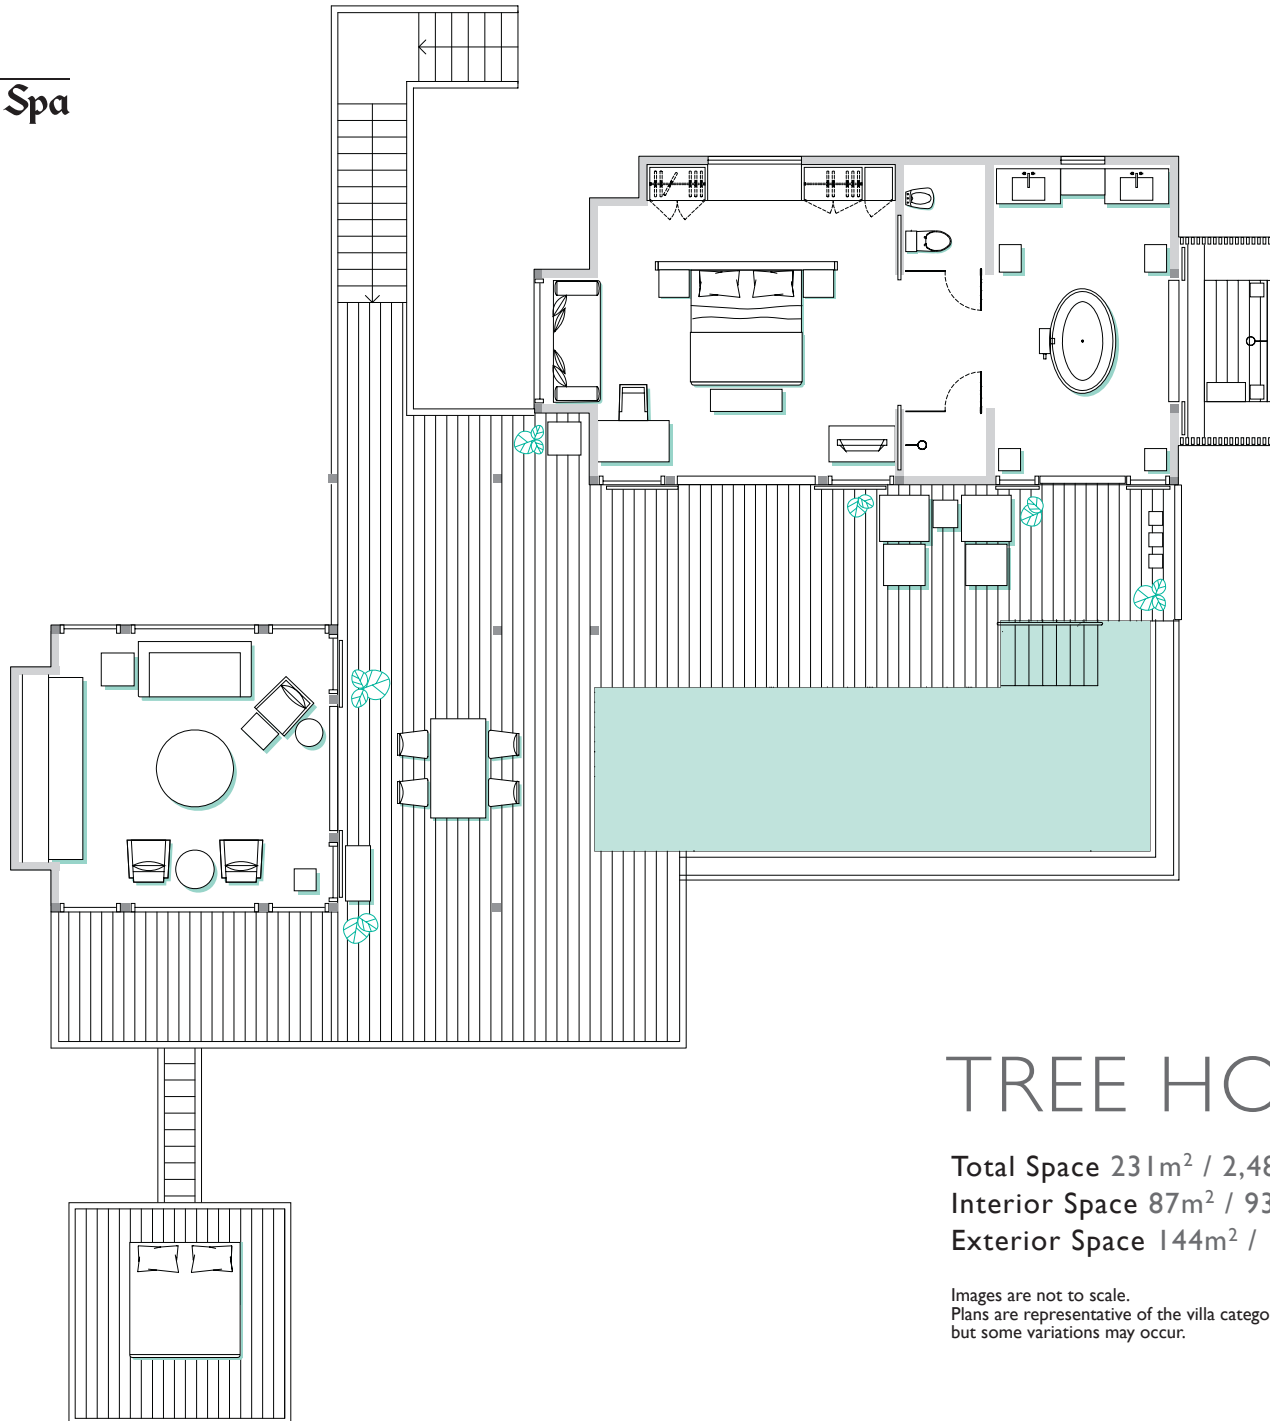 Spa
TREE HO
Total Space 231m² / 2,48
Interior Space 87m² / 93
Exterior Space 144m² /
Images are not to scale.
Plans are representative of the villa catego
but some variations may occur.